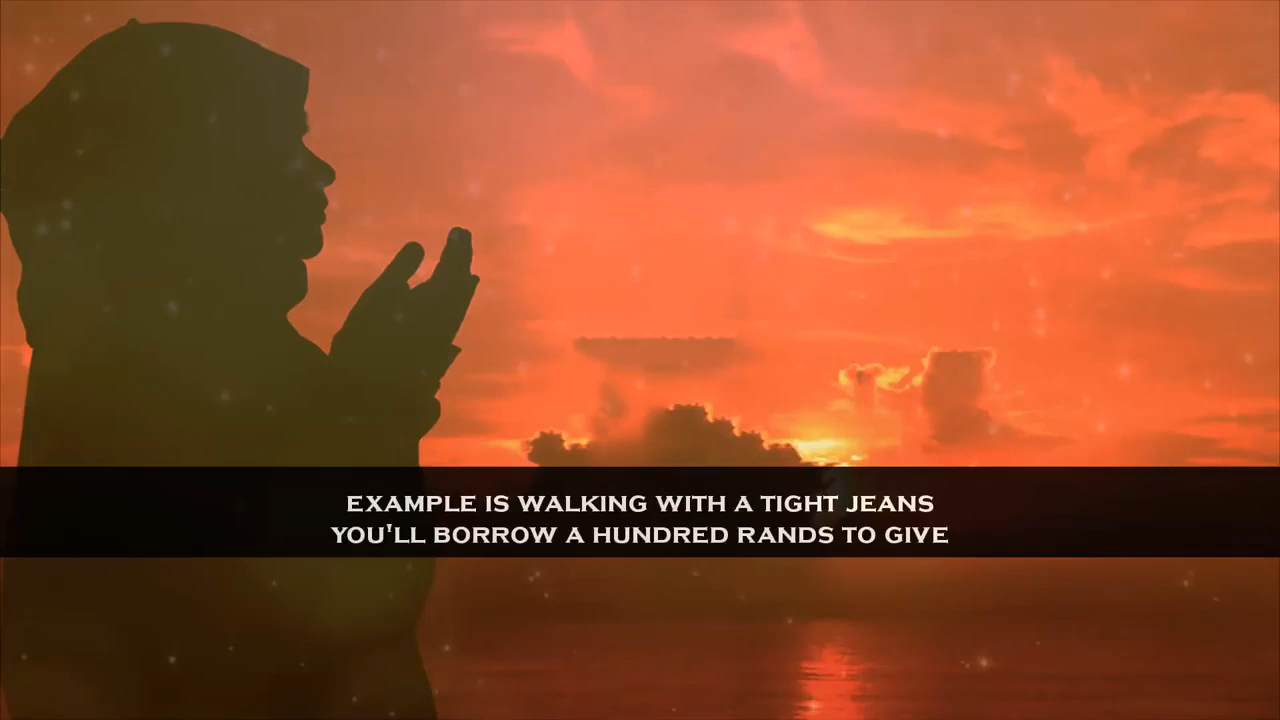 EXAMPLE IS WALKING WITH A TIGHT JEANS
YOU'LL BORROW A HUNDRED RANDS TO GIVE